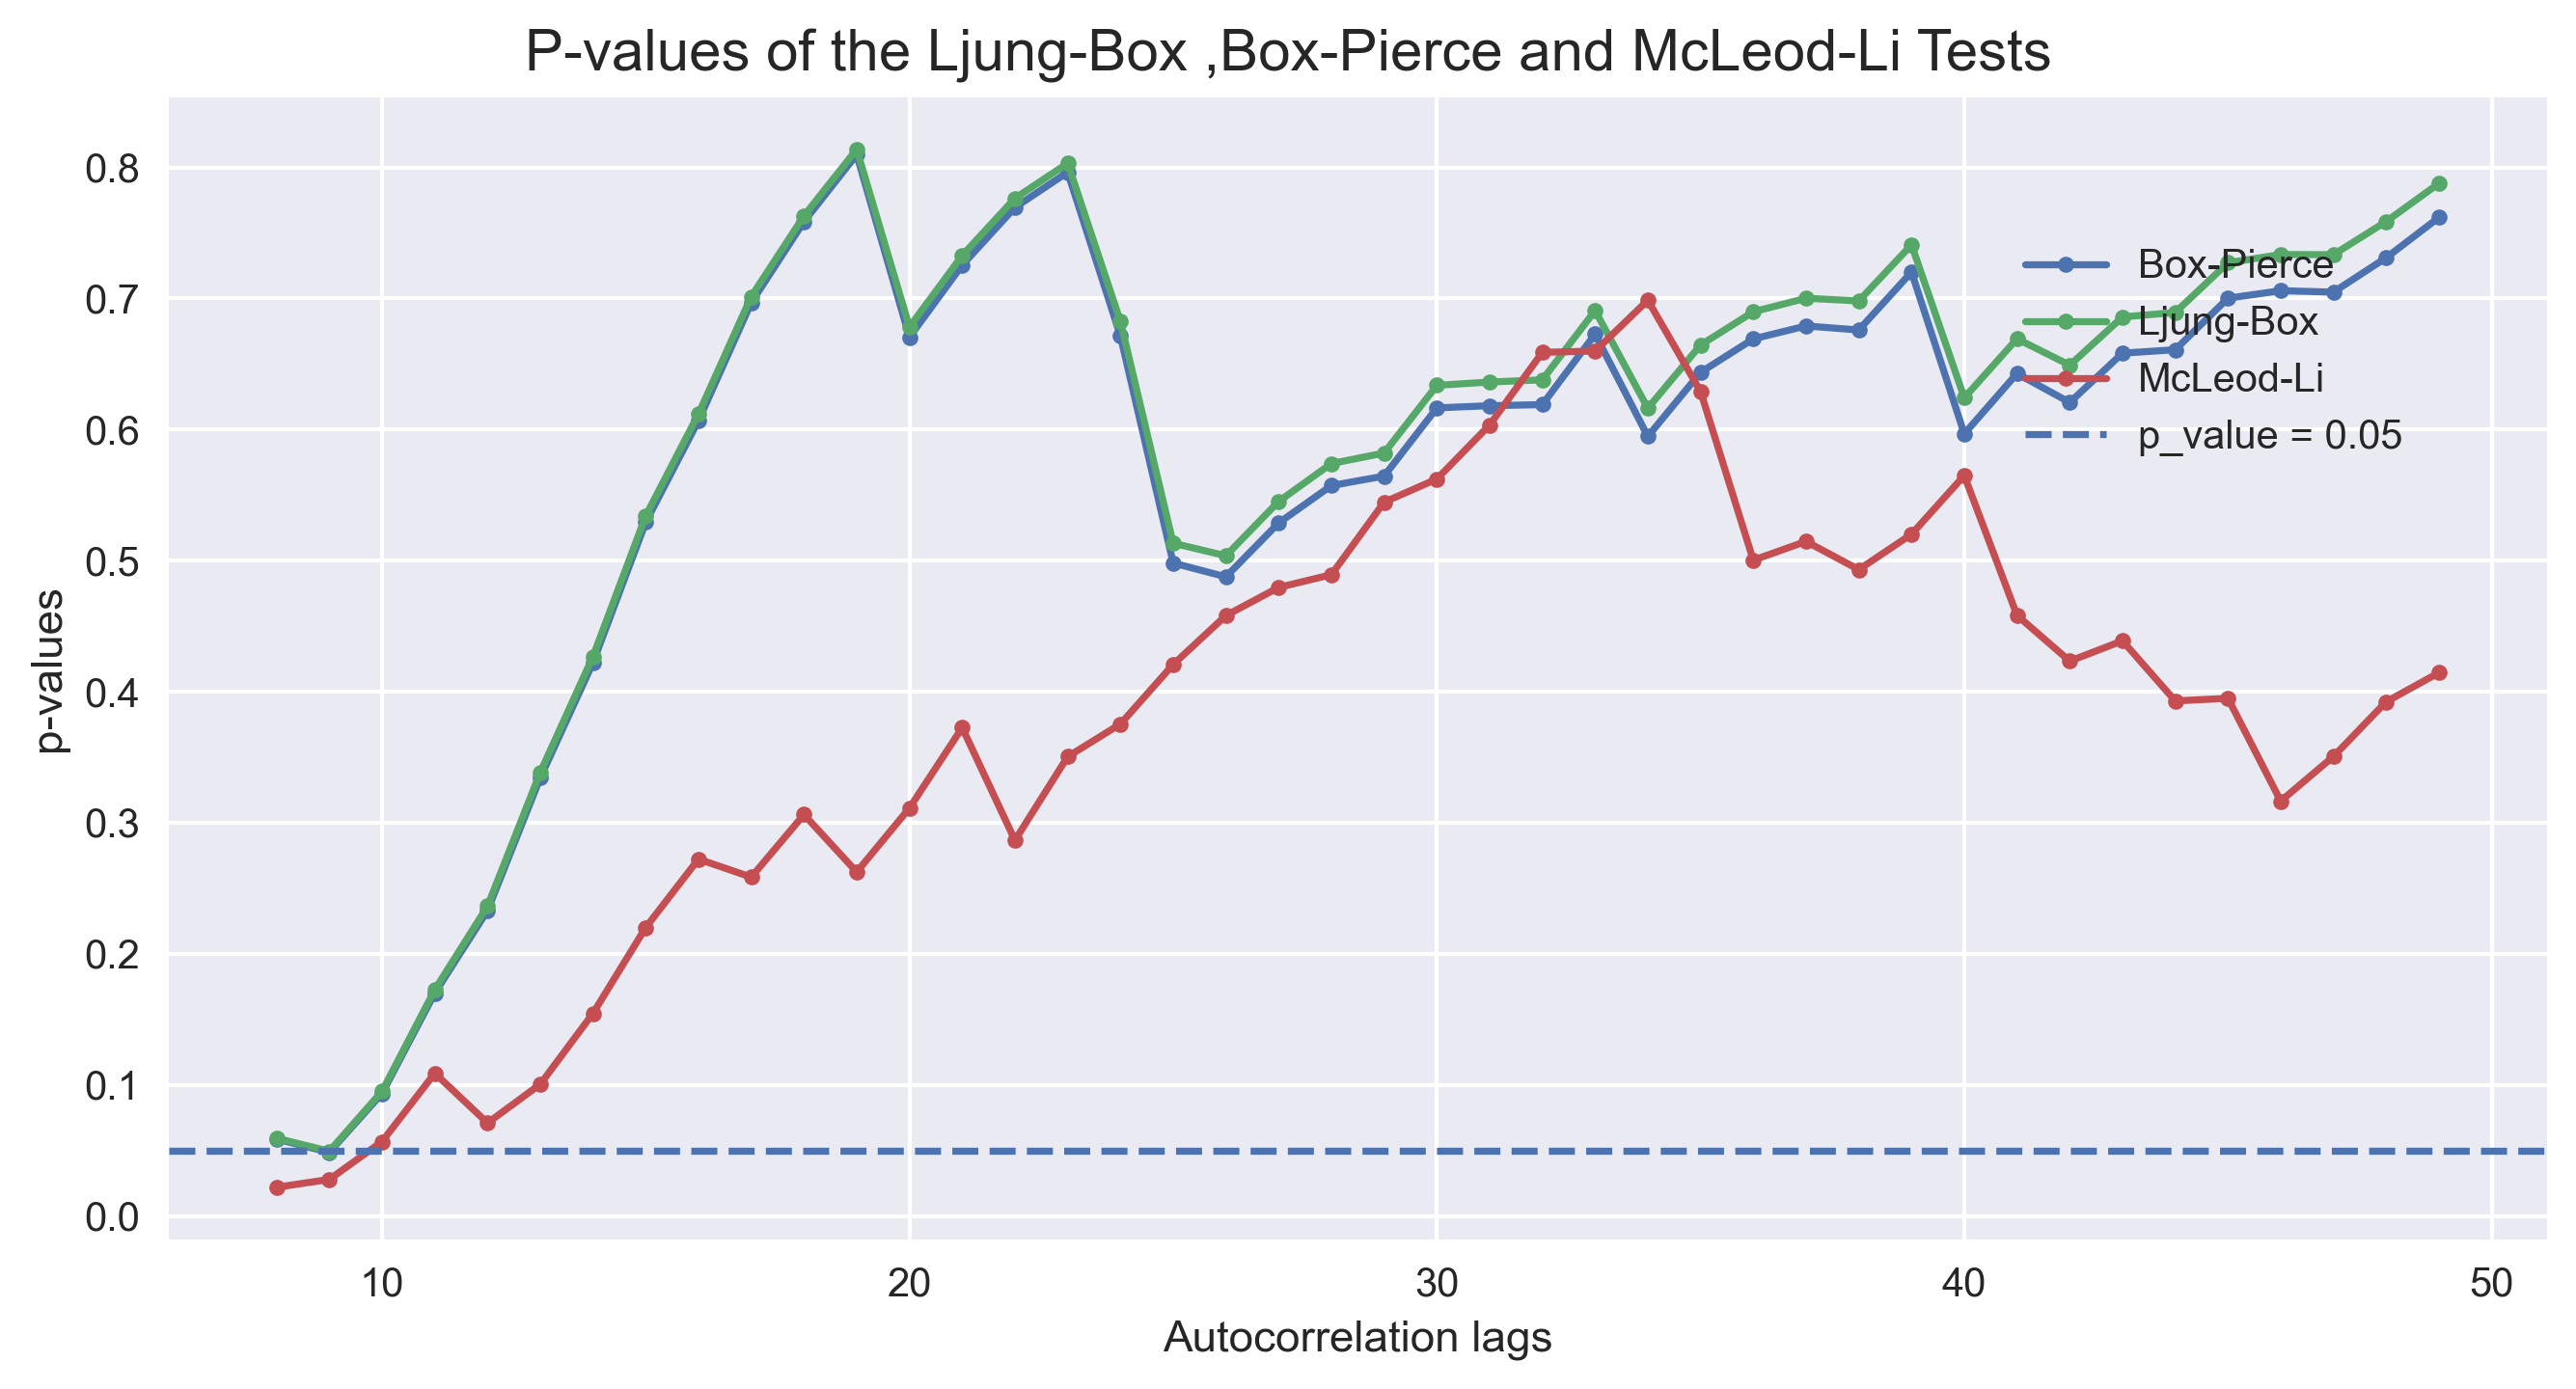 P-values of the Ljung-Box ,Box-Pierce and McLeod-Li Tests
p-values
0.8
0.7
0.6
0.5
0.4
0.3
0.2
0.1
0.0
Box-Pierce
Ljung-Box
McLeod-Li
p_value = 0.05
10 20 30 40 50
Autocorrelation lags